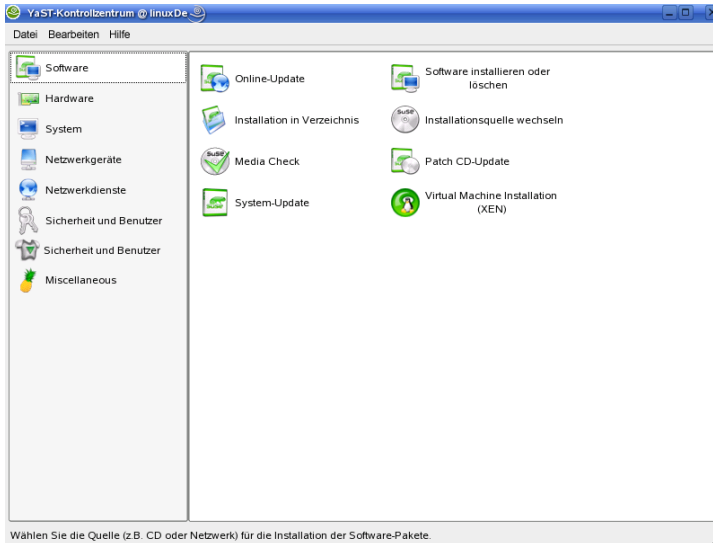 YaST-Kontrollzentrum @ linuxDe
Datei Bearbeiten Hilfe
Software
Hardware
System
Netzwerkgeräte
Netzwerkdienste
Sicherheit und Benutzer
Sicherheit und Benutzer
Miscellaneous
Online-Update
Software installieren oder
löschen
Installation in Verzeichnis
SuSE
Installationsquelle wechseln
SuSE
Media Check
Patch CD-Update
System-Update
Virtual Machine Installation
(XEN)
Wählen Sie die Quelle (z.B. CD oder Netzwerk) für die Installation der Software-Pakete.